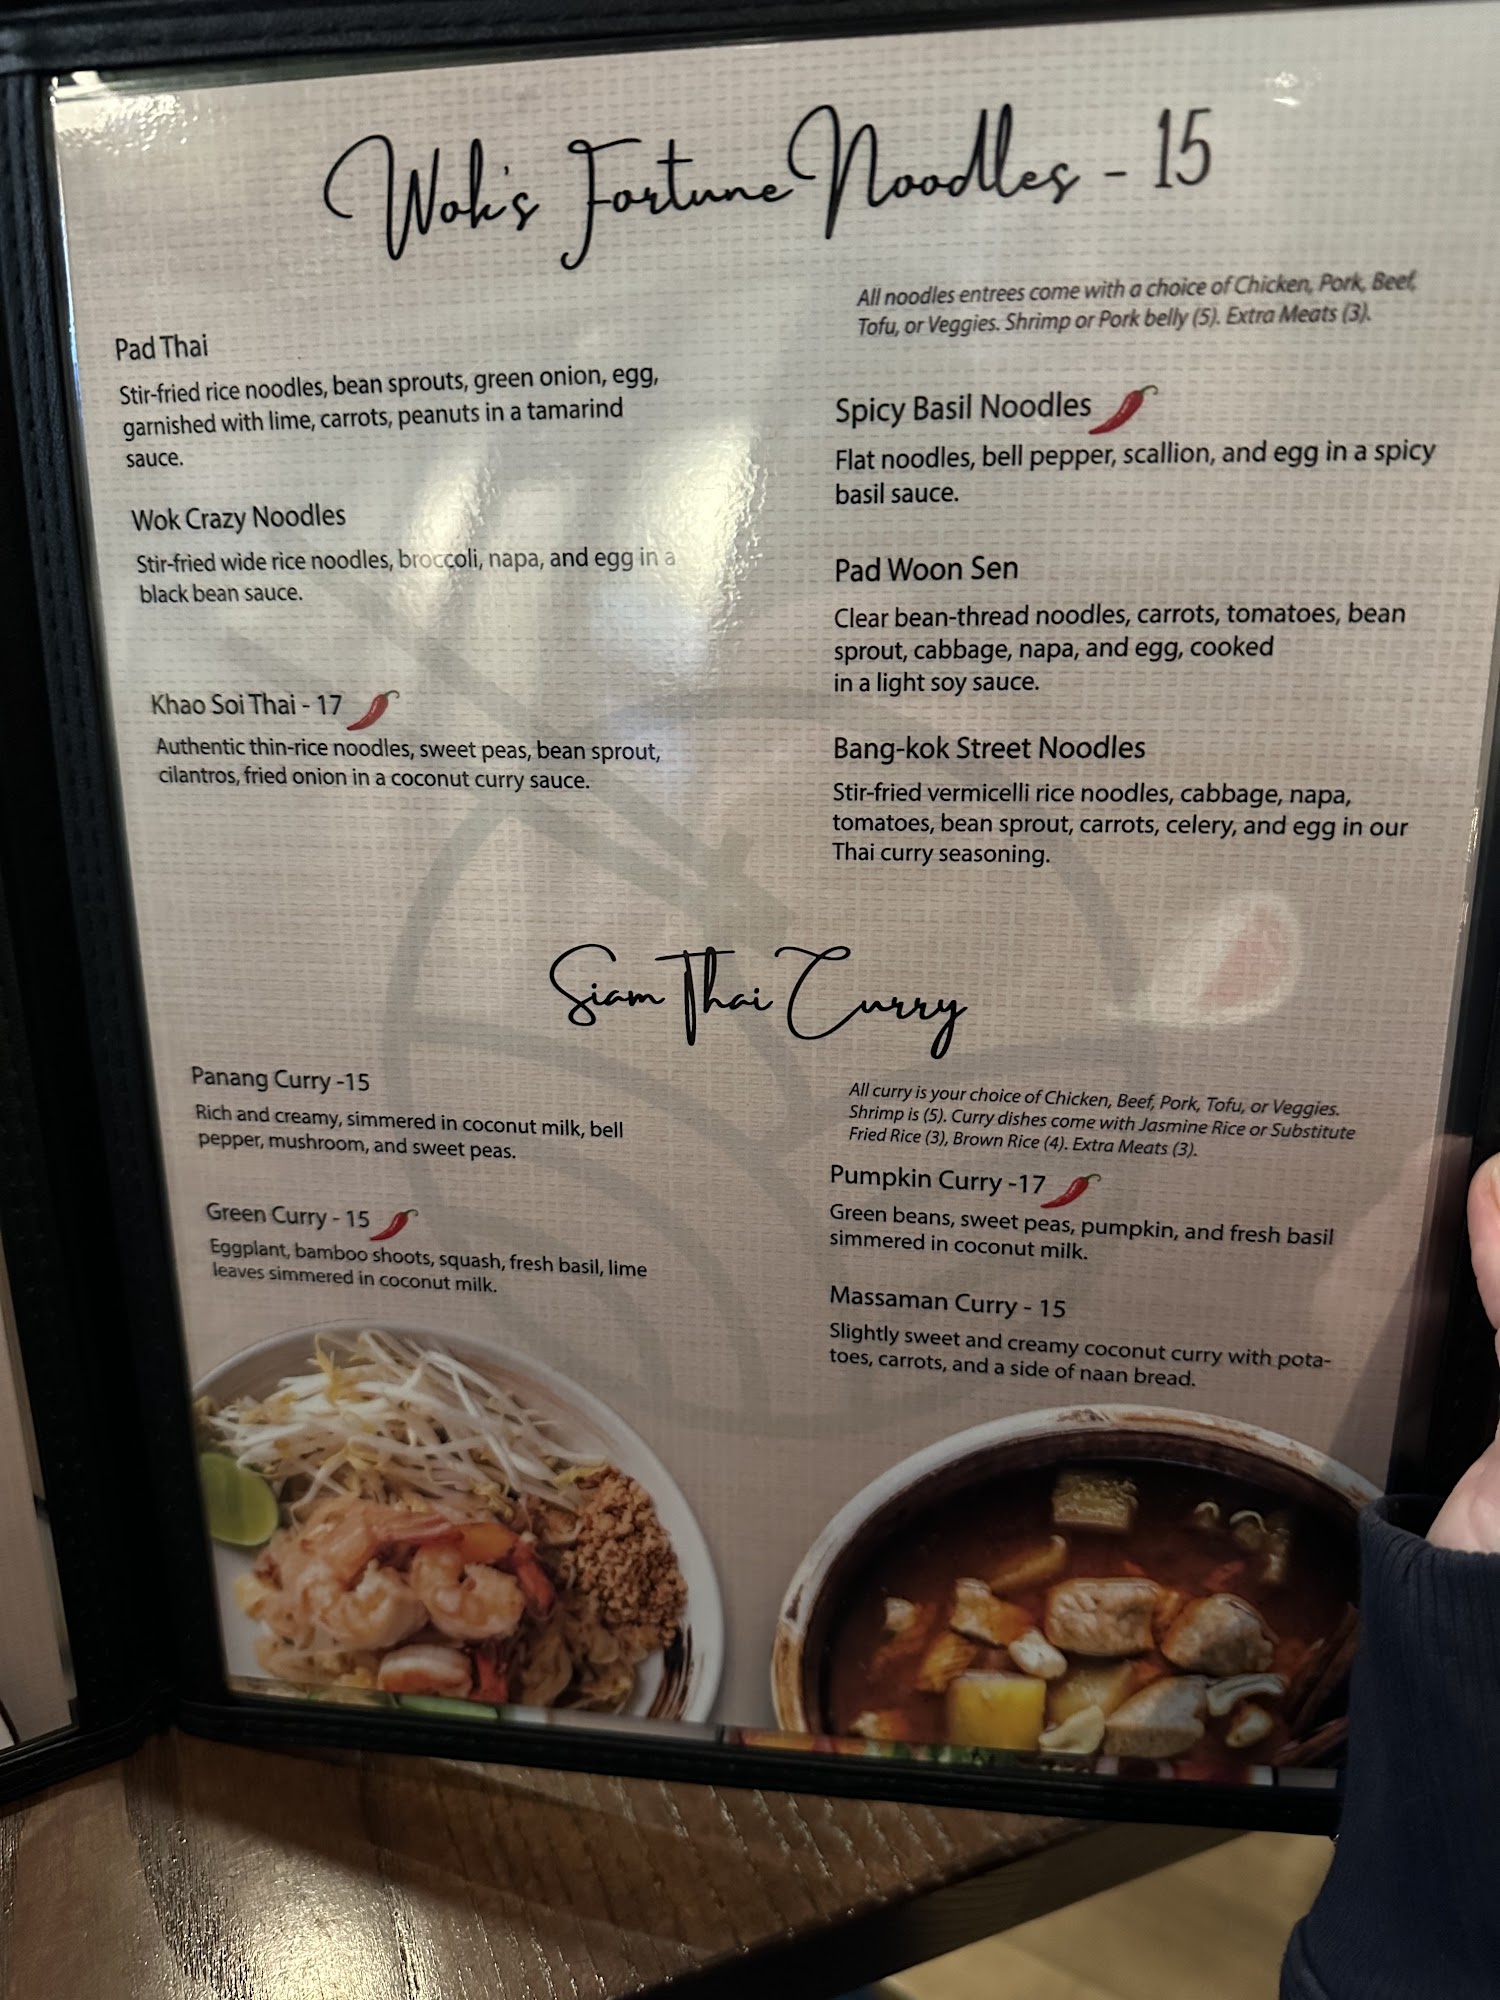 Wok's Fortune Noodles - 15
All noodles entrees come with a choice of Chicken, Pork, Beef,
Tofu, or Veggies. Shrimp or Pork belly (5). Extra Meats (3).
Pad Thai
Stir-fried rice noodles, bean sprouts, green onion, egg,
garnished with lime, carrots, peanuts in a tamarind
sauce.
Wok Crazy Noodles
Stir-fried wide rice noodles, broccoli, napa, and egg in a
black bean sauce.
Khao Soi Thai - 17
Authentic thin-rice noodles, sweet peas, bean sprout,
cilantros, fried onion in a coconut curry sauce.
Spicy Basil Noodles
Flat noodles, bell pepper, scallion, and egg in a spicy
basil sauce.
Pad Woon Sen
Clear bean-thread noodles, carrots, tomatoes, bean
sprout, cabbage, napa, and egg, cooked
in a light soy sauce.
Bang-kok Street Noodles
Stir-fried vermicelli rice noodles, cabbage, napa,
tomatoes, bean sprout, carrots, celery, and egg in our
Thai curry seasoning.
Siam Thai Curry
Panang Curry -15
Rich and creamy, simmered in coconut milk, bell
pepper, mushroom, and sweet peas.
Green Curry - 15
Eggplant, bamboo shoots, squash, fresh basil, lime
leaves simmered in coconut milk.
All curry is your choice of Chicken, Beef, Pork, Tofu, or Veggies.
Shrimp is (5). Curry dishes come with Jasmine Rice or Substitute
Fried Rice (3), Brown Rice (4). Extra Meats (3).
Pumpkin Curry -17
Green beans, sweet peas, pumpkin, and fresh basil
simmered in coconut milk.
Massaman Curry - 15
Slightly sweet and creamy coconut curry with pota-
toes, carrots, and a side of naan bread.